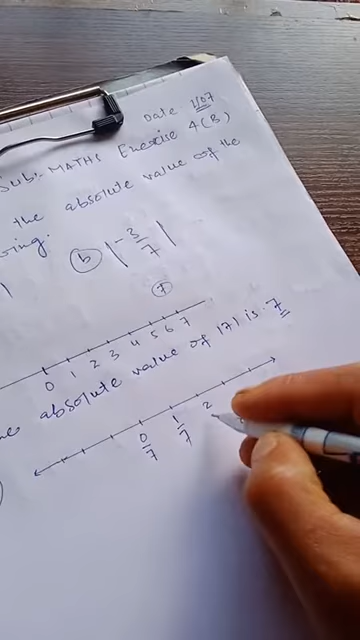 Date 1/07
Sub:- MATHS Exercise 4(B)
the absolute value of the
(b) |-3/7|
(7)
0 1 2 3 4 5 6 7
absolute value of |7| is 7
0/7 1/7 2